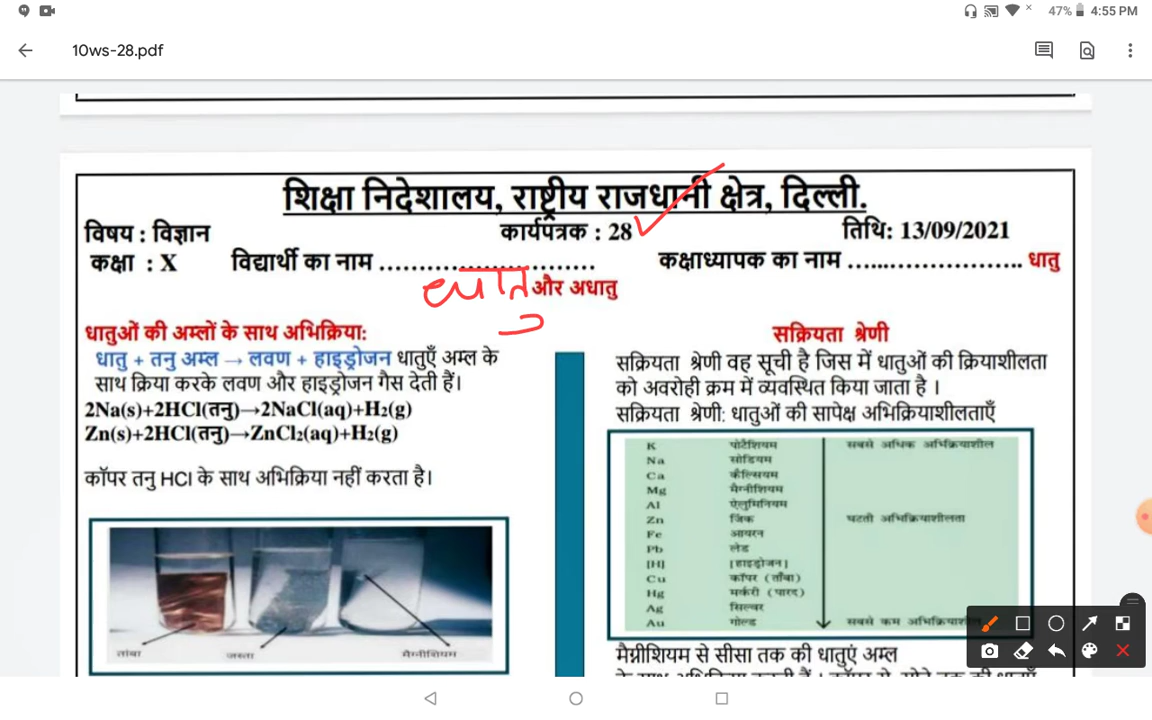 47% 4:55 PM
10ws-28.pdf
शिक्षा निदेशालय, राष्ट्रीय राजधानी क्षेत्र, दिल्ली.
विषय : विज्ञान कार्यपत्रक : 28 तिथि: 13/09/2021
कक्षा : X विद्यार्थी का नाम .............................. कक्षाध्यापक का नाम ........................ धातु
धातु और अधातु
धातुओं की अम्लों के साथ अभिक्रिया:
धातु + तनु अम्ल → लवण + हाइड्रोजन धातुएँ अम्ल के
साथ क्रिया करके लवण और हाइड्रोजन गैस देती हैं।
2Na(s)+2HCl(तनु)→2NaCl(aq)+H₂(g)
Zn(s)+2HCl(तनु)→ZnCl₂(aq)+H₂(g)
कॉपर तनु HCl के साथ अभिक्रिया नहीं करता है।
तांबा जस्ता मैग्नीशियम
सक्रियता श्रेणी
सक्रियता श्रेणी वह सूची है जिस में धातुओं की क्रियाशीलता
को अवरोही क्रम में व्यवस्थित किया जाता है ।
सक्रियता श्रेणी: धातुओं की सापेक्ष अभिक्रियाशीलताएँ
K पोटैशियम सबसे अधिक अभिक्रियाशील
Na सोडियम
Ca कैल्सियम
Mg मैग्नीशियम
Al ऐलुमिनियम
Zn जिंक घटती अभिक्रियाशीलता
Fe आयरन
Pb लेड
[H] [हाइड्रोजन]
Cu कॉपर (ताँबा)
Hg मर्करी (पारद)
Ag सिल्वर
Au गोल्ड सबसे कम
मैग्नीशियम से सीसा तक की धातुएं अम्ल